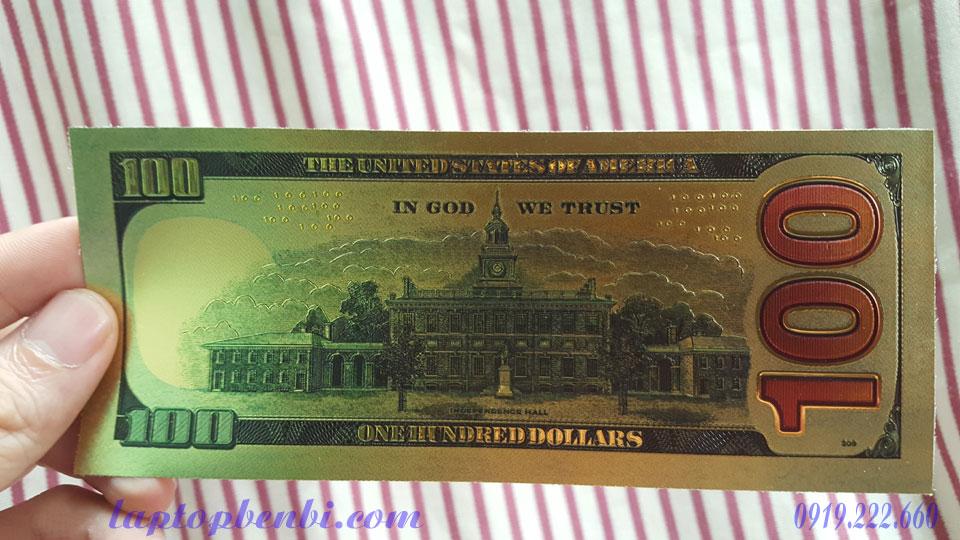 100
THE UNITED STATES OF AMERICA
IN GOD WE TRUST
100
INDEPENDENCE HALL
100
ONE HUNDRED DOLLARS
laptopbenbi.com
0919.222.660